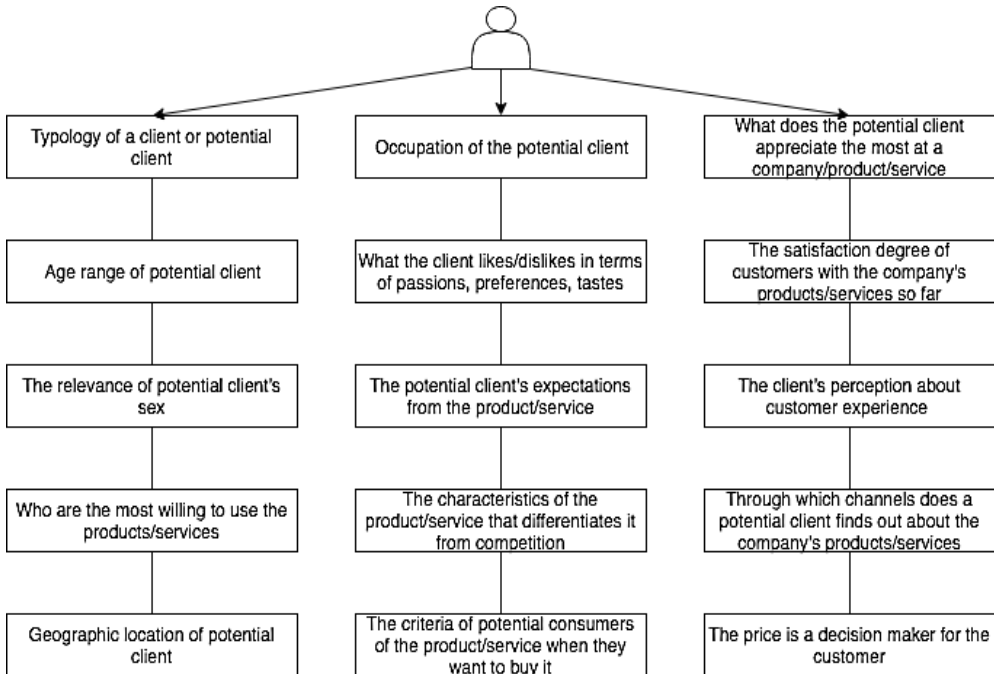 Typology of a client or potential
client
Occupation of the potential client
What does the potential client
appreciate the most at a
company/product/service
Age range of potential client
What the client likes/dislikes in terms
of passions, preferences, tastes
The satisfaction degree of
customers with the company's
products/services so far
The relevance of potential client's
sex
The potential client's expectations
from the product/service
The client's perception about
customer experience
Who are the most willing to use the
products/services
The characteristics of the
product/service that differentiates it
from competition
Through which channels does a
potential client finds out about the
company's products/services
Geographic location of potential
client
The criteria of potential consumers
of the product/service when they
want to buy it
The price is a decision maker for the
customer